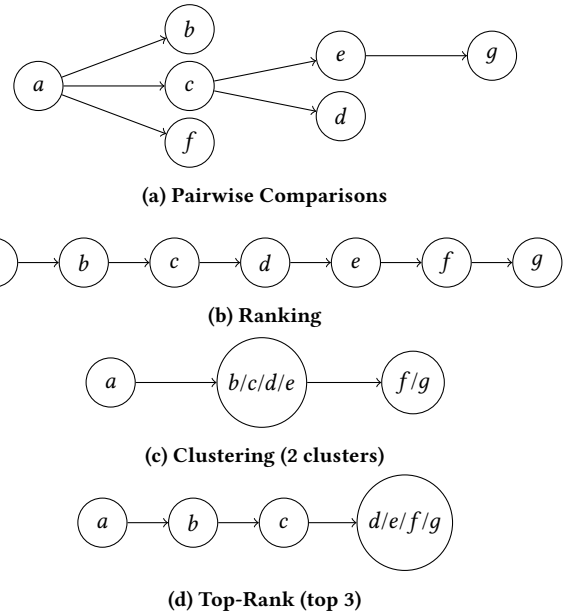 b
e
g
a
c
d
f
(a) Pairwise Comparisons
b c d e f g
(b) Ranking
a b/c/d/e f/g
(c) Clustering (2 clusters)
a b c d/e/f/g
(d) Top-Rank (top 3)